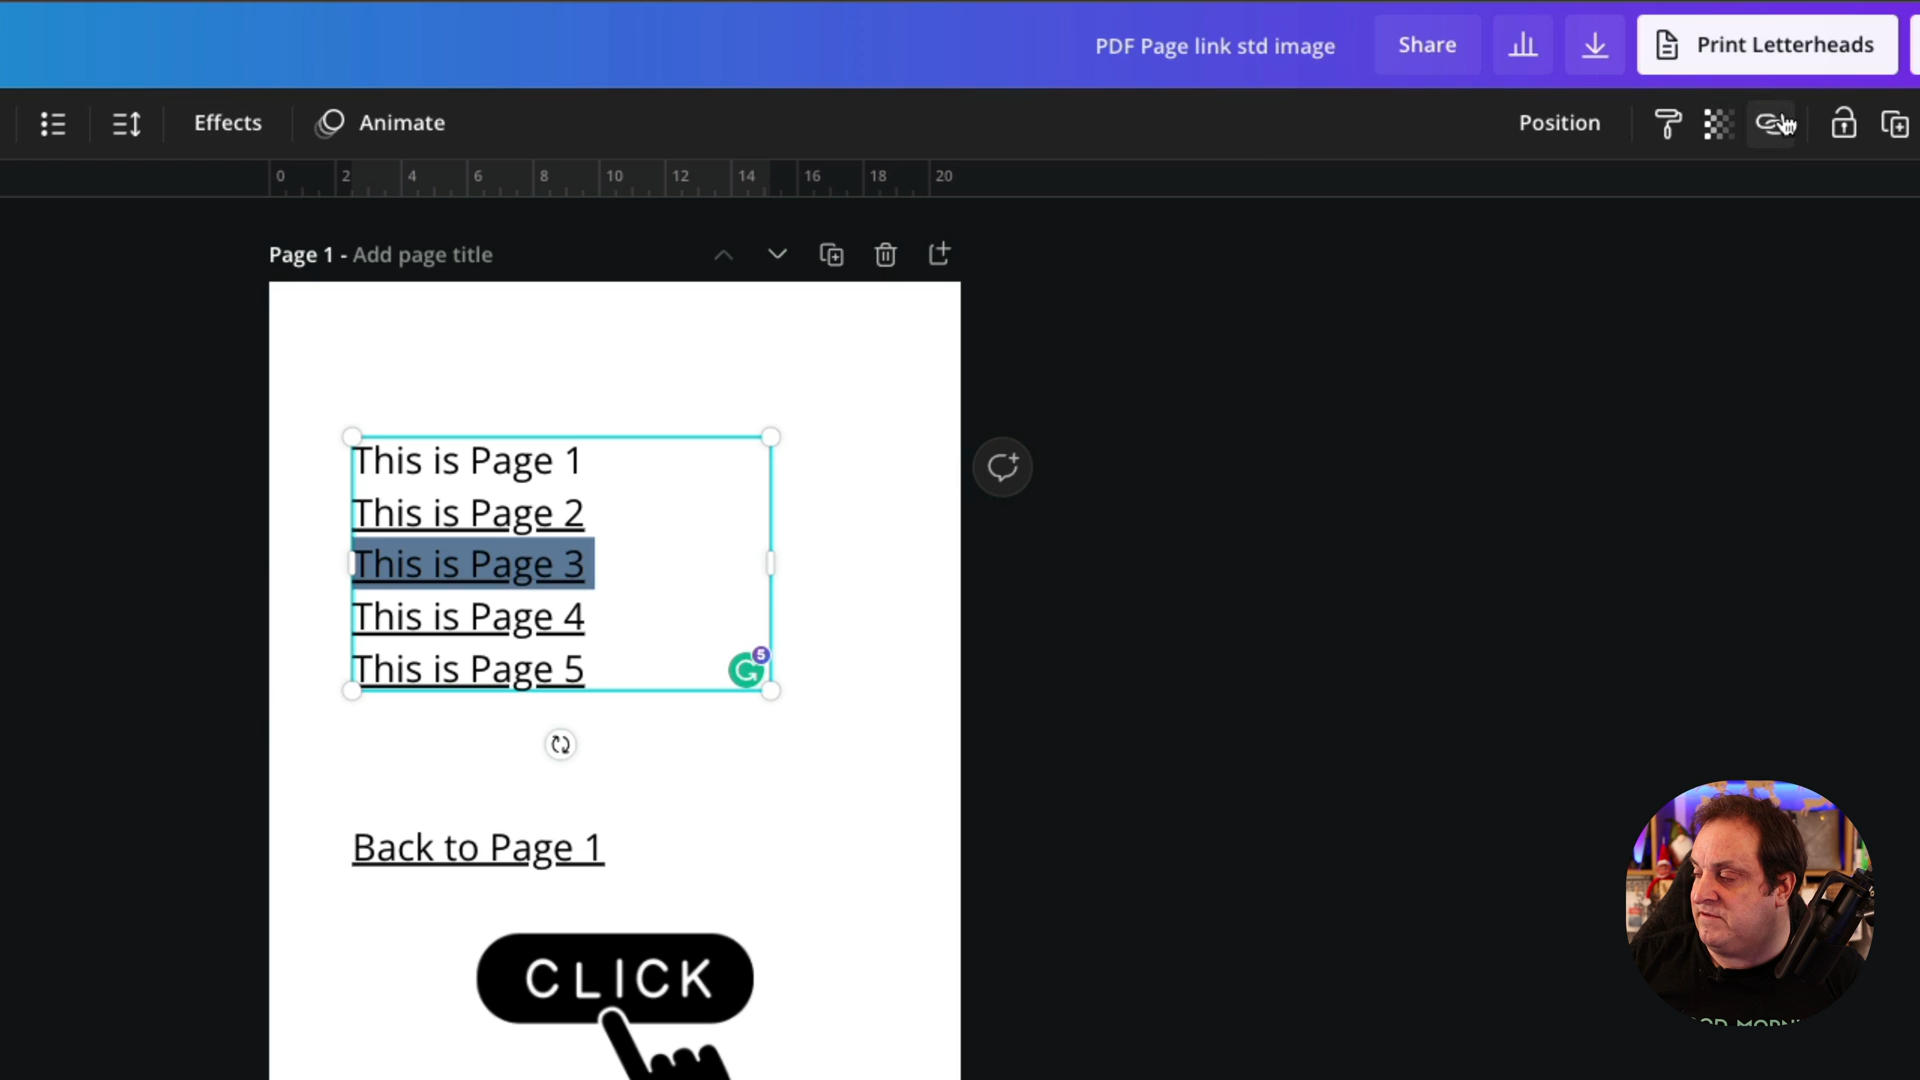 PDF Page link std image
Share
Print Letterheads
Effects
Animate
Position
0 2 4 6 8 10 12 14 16 18 20
Page 1 - Add page title
This is Page 1
This is Page 2
This is Page 3
This is Page 4
This is Page 5
5
Back to Page 1
CLICK